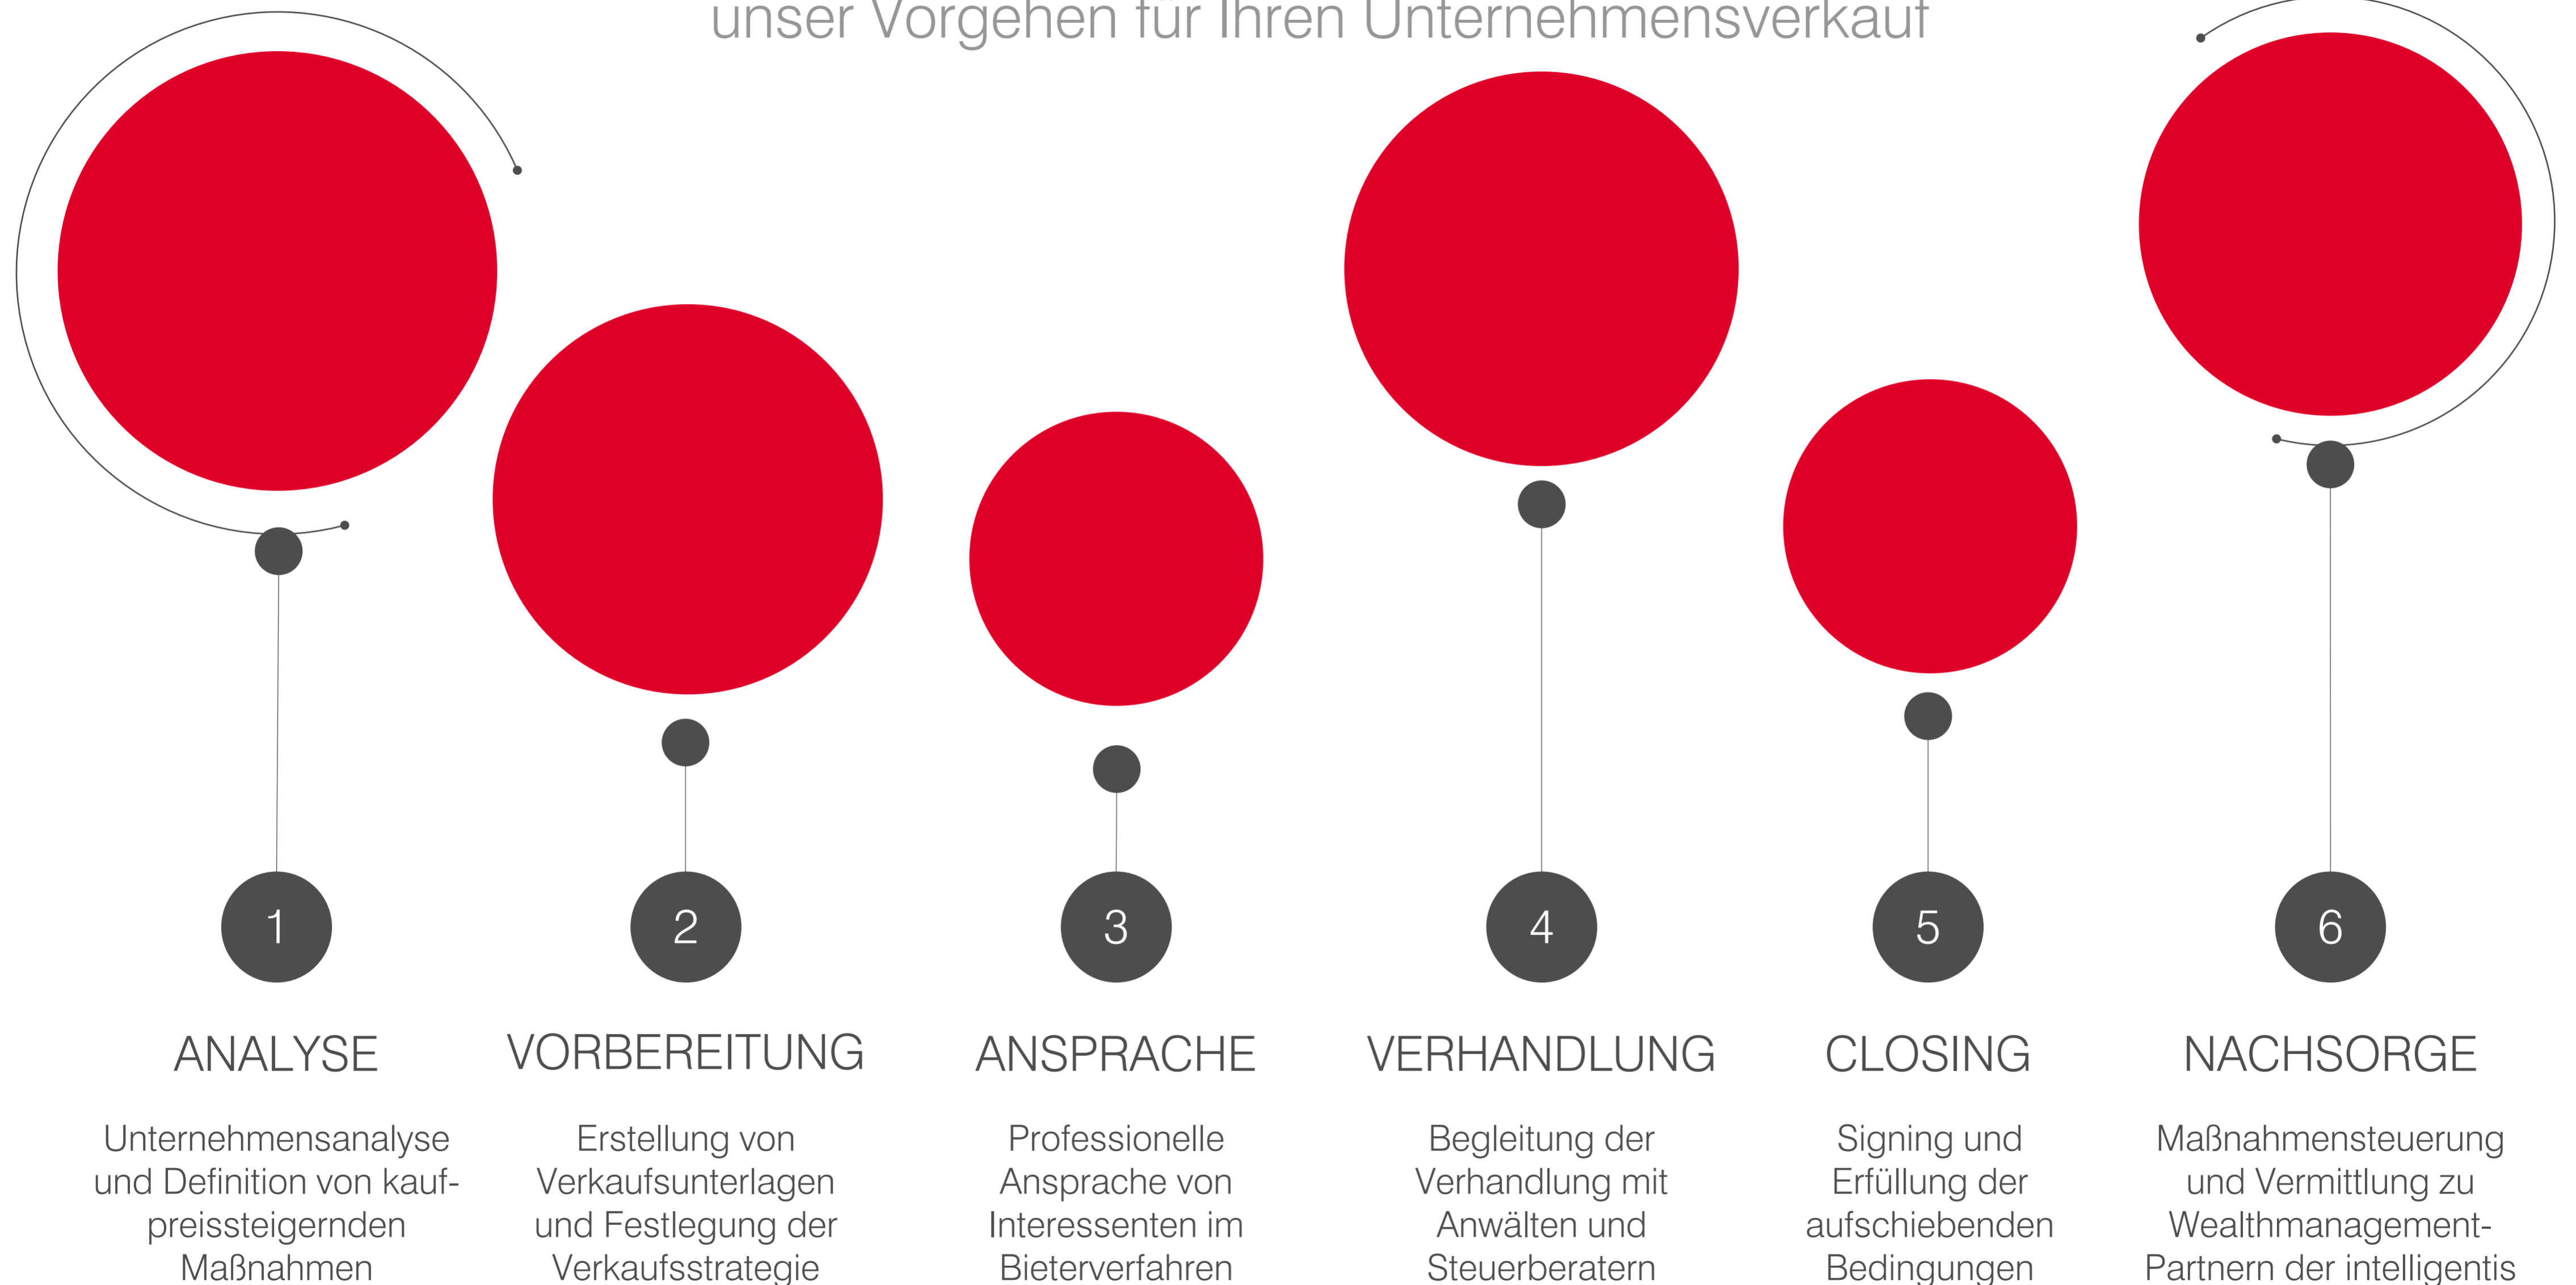 unser Vorgehen für Ihren Unternehmensverkauf
1
2
3
4
5
6
ANALYSE
VORBEREITUNG
ANSPRACHE
VERHANDLUNG
CLOSING
NACHSORGE
Unternehmensanalyse
und Definition von kauf-
preissteigernden
Maßnahmen
Erstellung von
Verkaufsunterlagen
und Festlegung der
Verkaufsstrategie
Professionelle
Ansprache von
Interessenten im
Bieterverfahren
Begleitung der
Verhandlung mit
Anwälten und
Steuerberatern
Signing und
Erfüllung der
aufschiebenden
Bedingungen
Maßnahmensteuerung
und Vermittlung zu
Wealthmanagement-
Partnern der intelligentis